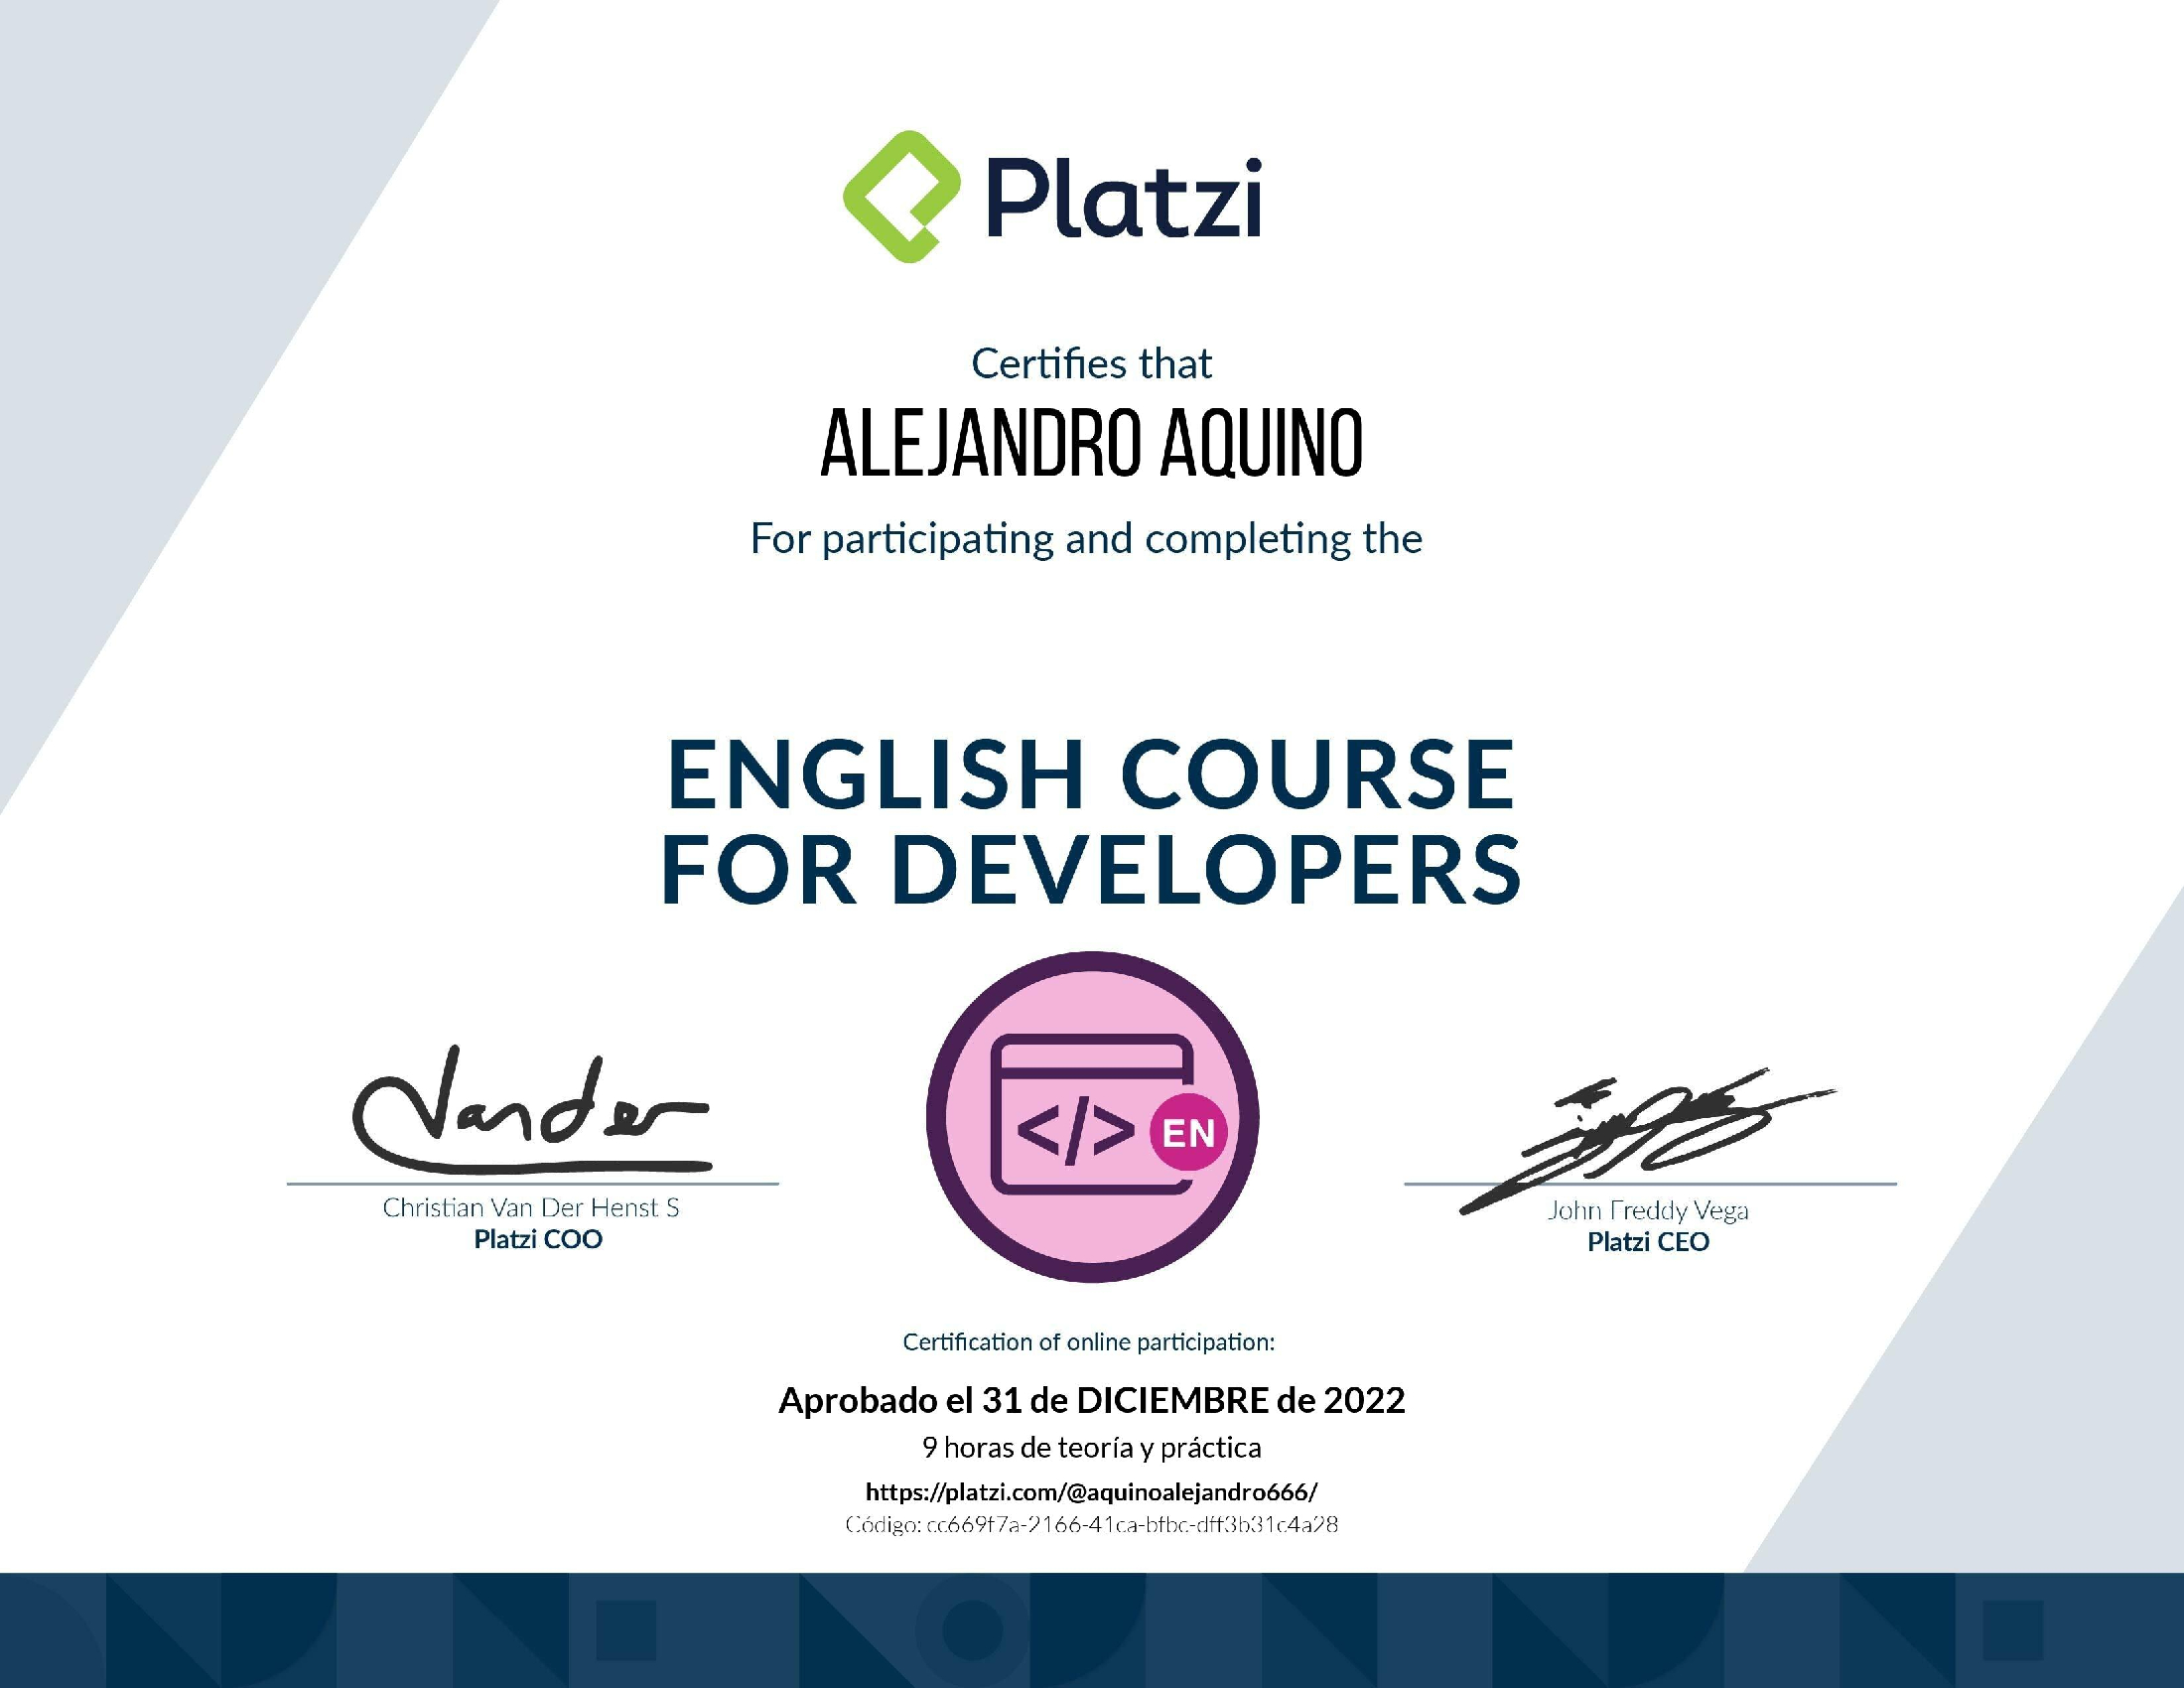 Platzi
Certifies that
ALEJANDRO AQUINO
For participating and completing the
ENGLISH COURSE
FOR DEVELOPERS
Vander
</> EN
Christian Van Der Henst S
Platzi COO
John Freddy Vega
Platzi CEO
Certification of online participation:
Aprobado el 31 de DICIEMBRE de 2022
9 horas de teoría y práctica
https://platzi.com/@aquinoalejandro666/
Código: cc669f7a-2166-41ca-bfbc-dff3b31c4a28